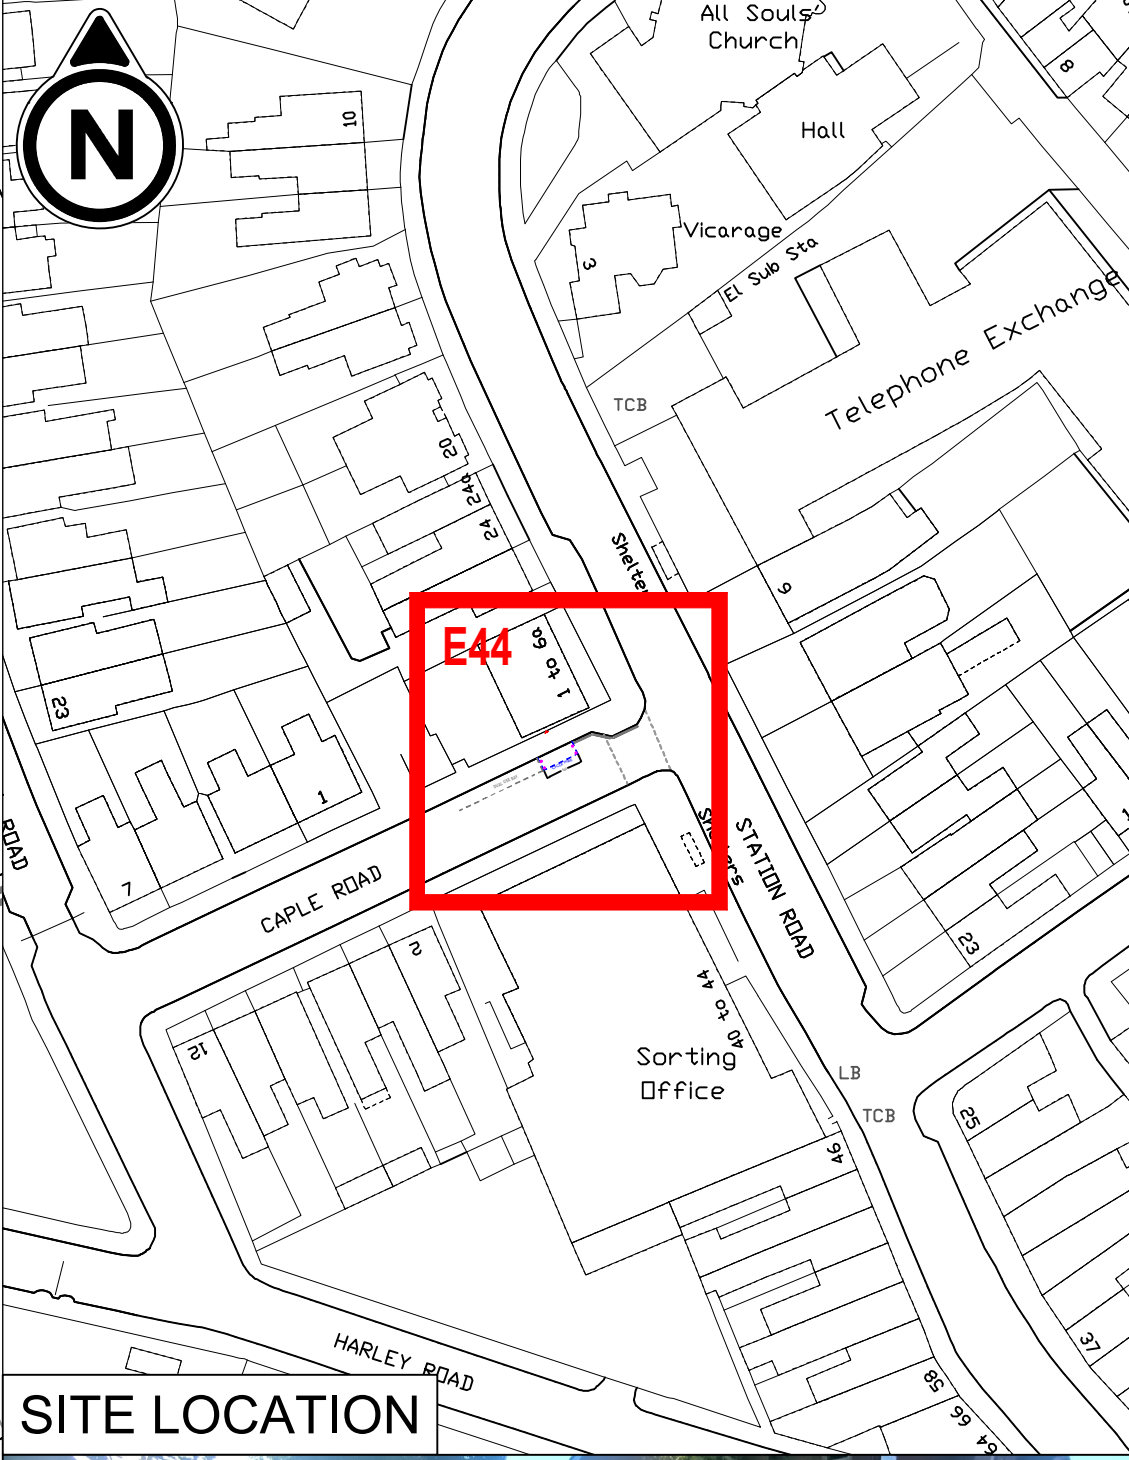 All Souls'
Church
8
N
10
Hall
Vicarage
3
El Sub Sta
Telephone Exchange
TCB
20
24a
24
Shelter
9
E44
1 to 6a
23
1
7
ROAD
CAPLE ROAD
Shelters
STATION ROAD
23
2
12
40 to 44
Sorting
Office
LB
TCB
25
46
37
HARLEY ROAD
58
66
64
SITE LOCATION